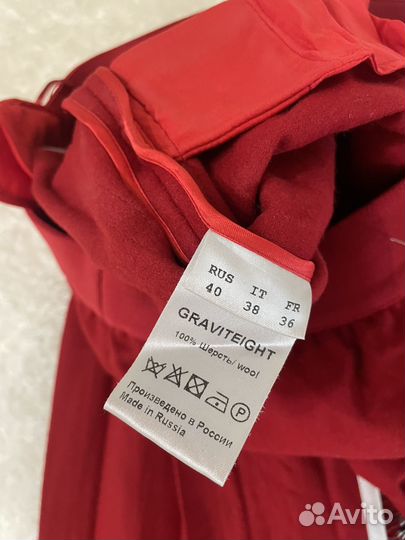 RUS IT FR
40 38 36
GRAVITEIGHT
100% Шерсть/ wool
P
Произведено в России
Made in Russia
Avito